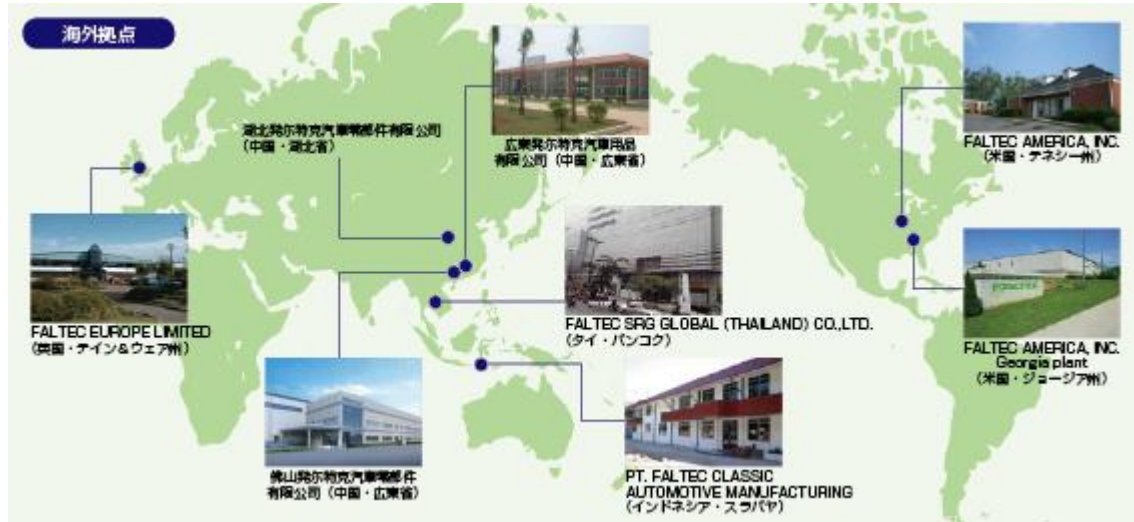 海外拠点
湖北発尔特克汽車零部件有限公司
(中国・湖北省)
広東発尔特克汽車用品
有限公司(中国・広東省)
FALTEC AMERICA, INC.
(米国・テネシー州)
FALTEC EUROPE LIMITED
(英国・テイン&ウェア州)
FALTEC SRG GLOBAL (THAILAND) CO.,LTD.
(タイ・バンコク)
FALTEC AMERICA, INC.
Georgia plant
(米国・ジョージア州)
佛山発尔特克汽車零部件
有限公司(中国・広東省)
PT. FALTEC CLASSIC
AUTOMOTIVE MANUFACTURING
(インドネシア・スラバヤ)